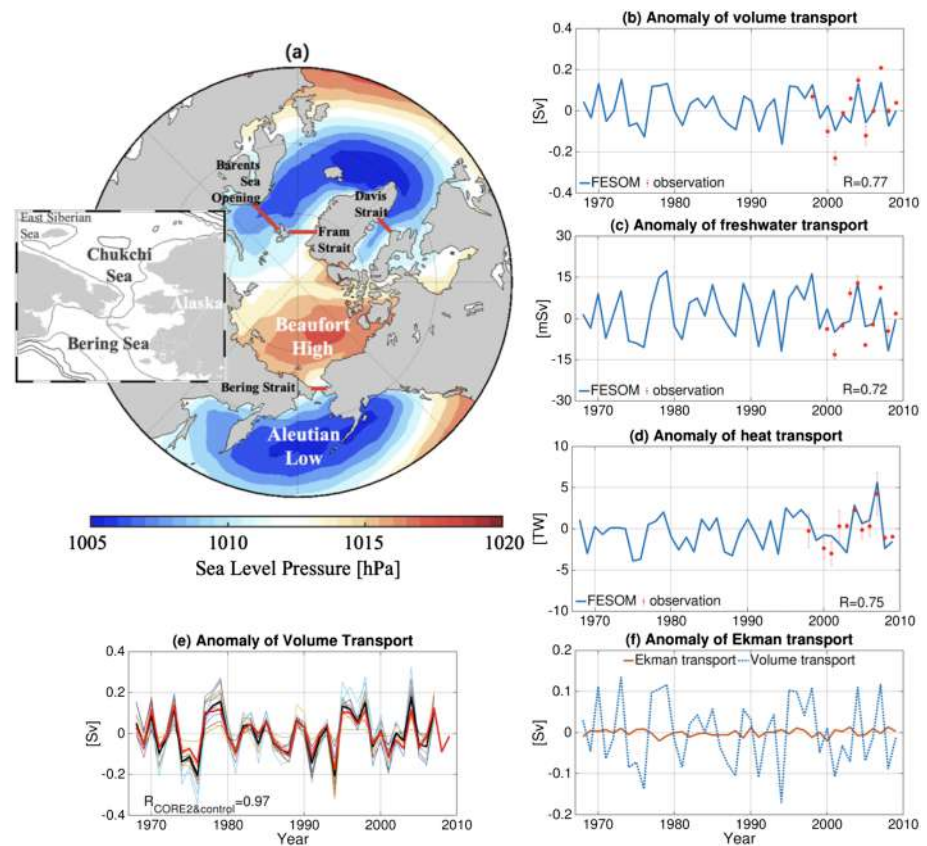 (a)
Barents
Sea
Opening
Davis
Strait
Fram
Strait
East Siberian
Sea
Chukchi
Sea
Alaska
Bering Sea
Beaufort
High
Bering Strait
Aleutian
Low
1005 1010 1015 1020
Sea Level Pressure [hPa]
(b) Anomaly of volume transport
[Sv]
0.4
0.2
0
-0.2
-0.4
FESOM observation R=0.77
1970 1980 1990 2000 2010
(c) Anomaly of freshwater transport
[mSv]
30
15
0
-15
-30
FESOM observation R=0.72
1970 1980 1990 2000 2010
(d) Anomaly of heat transport
[TW]
10
5
0
-5
-10
FESOM observation R=0.75
1970 1980 1990 2000 2010
(e) Anomaly of Volume Transport
[Sv]
0.4
0.2
0
-0.2
-0.4
R CORE2&control=0.97
1970 1980 1990 2000 2010
Year
(f) Anomaly of Ekman transport
Ekman transport Volume transport
[Sv]
0.2
0.1
0
-0.1
-0.2
1970 1980 1990 2000 2010
Year